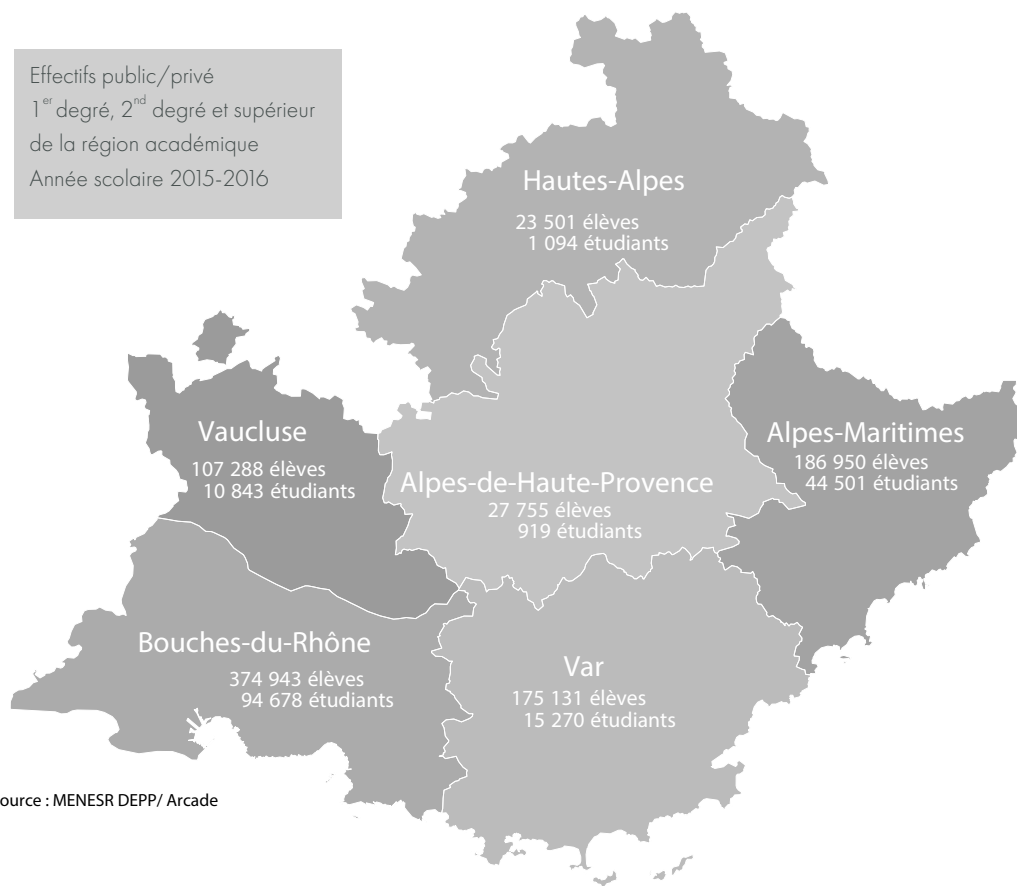 Effectifs public/privé
1er degré, 2nd degré et supérieur
de la région académique
Année scolaire 2015-2016
Hautes-Alpes
23 501 élèves
1 094 étudiants
Vaucluse
107 288 élèves
10 843 étudiants
Alpes-Maritimes
186 950 élèves
44 501 étudiants
Alpes-de-Haute-Provence
27 755 élèves
919 étudiants
Bouches-du-Rhône
374 943 élèves
94 678 étudiants
Var
175 131 élèves
15 270 étudiants
ource : MENESR DEPP/ Arcade